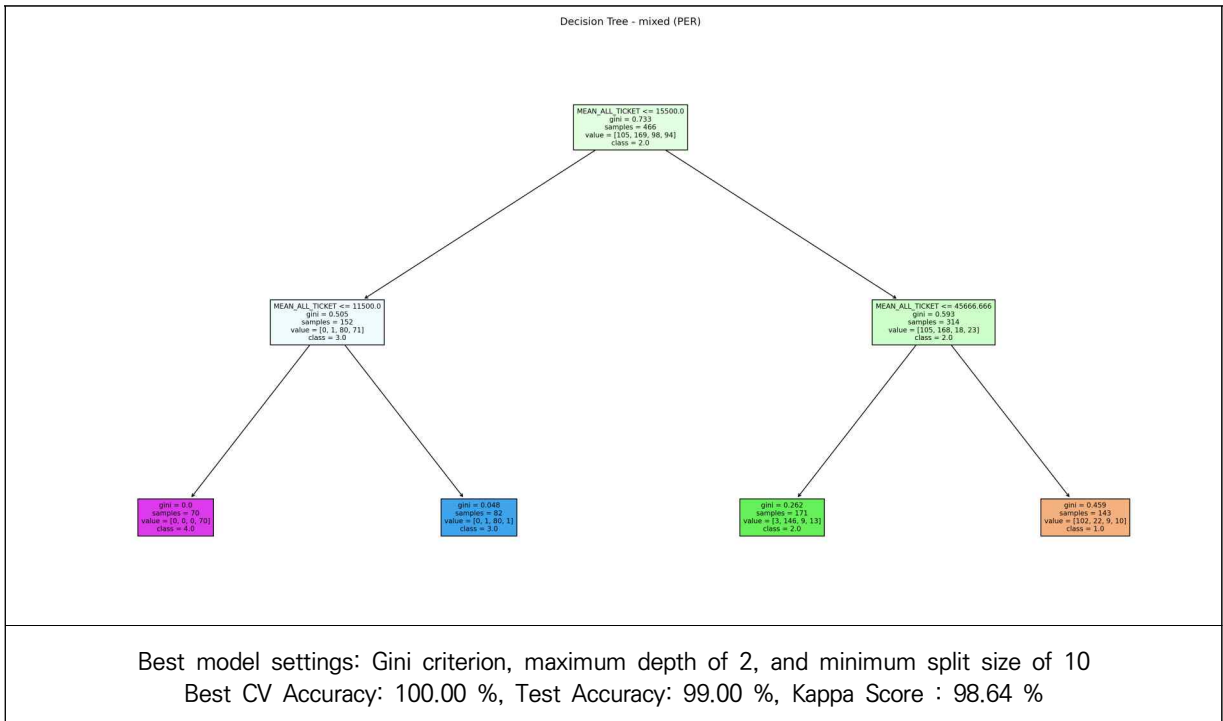 Decision Tree - mixed (PER)
MEAN_ALL_TICKET <= 15500.0
gini = 0.733
samples = 466
value = [105, 169, 98, 94]
class = 2.0
MEAN_ALL_TICKET <= 11500.0
gini = 0.505
samples = 152
value = [0, 1, 80, 71]
class = 3.0
MEAN_ALL_TICKET <= 45666.666
gini = 0.593
samples = 314
value = [105, 168, 18, 23]
class = 2.0
gini = 0.0
samples = 70
value = [0, 0, 0, 70]
class = 4.0
gini = 0.048
samples = 82
value = [0, 1, 80, 1]
class = 3.0
gini = 0.262
samples = 171
value = [3, 146, 9, 13]
class = 2.0
gini = 0.459
samples = 143
value = [102, 22, 9, 10]
class = 1.0
Best model settings: Gini criterion, maximum depth of 2, and minimum split size of 10
Best CV Accuracy: 100.00 %, Test Accuracy: 99.00 %, Kappa Score : 98.64 %